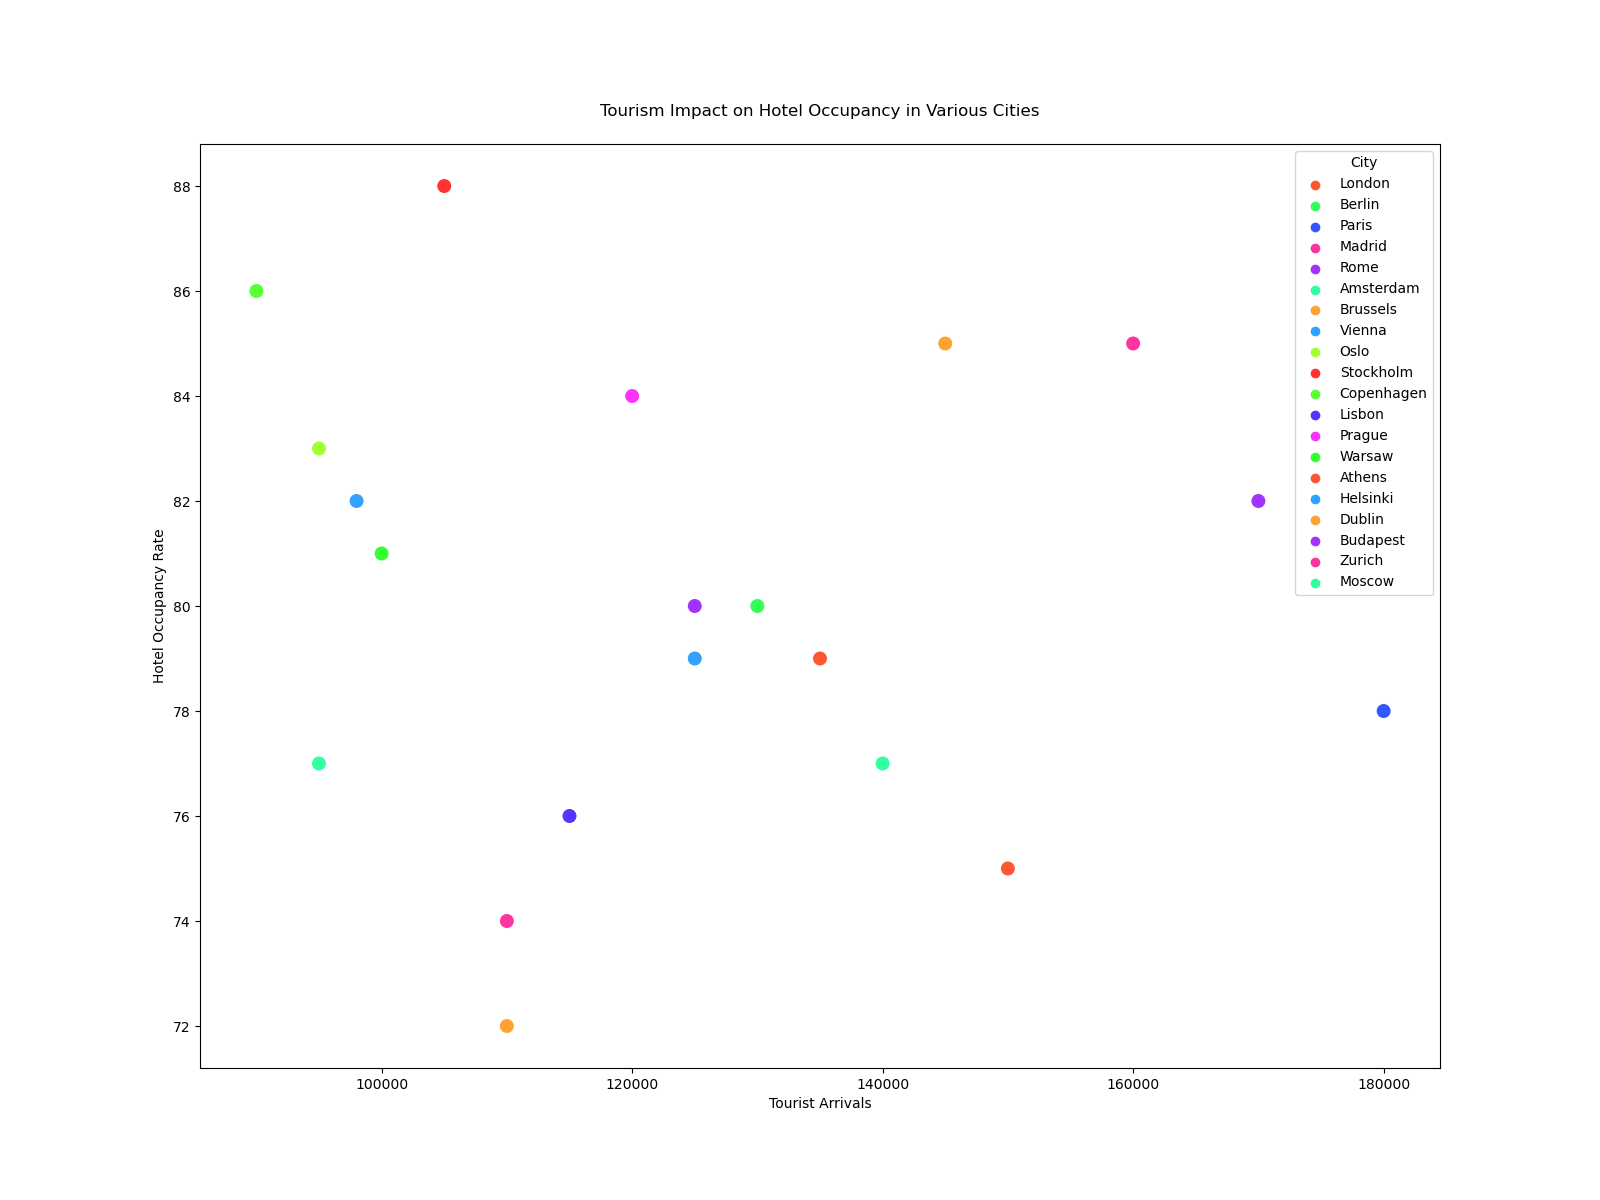 Tourism Impact on Hotel Occupancy in Various Cities
City
London
Berlin
Paris
Madrid
Rome
Amsterdam
Brussels
Vienna
Oslo
Stockholm
Copenhagen
Lisbon
Prague
Warsaw
Athens
Helsinki
Dublin
Budapest
Zurich
Moscow
Hotel Occupancy Rate
88
86
84
82
80
78
76
74
72
100000 120000 140000 160000 180000
Tourist Arrivals